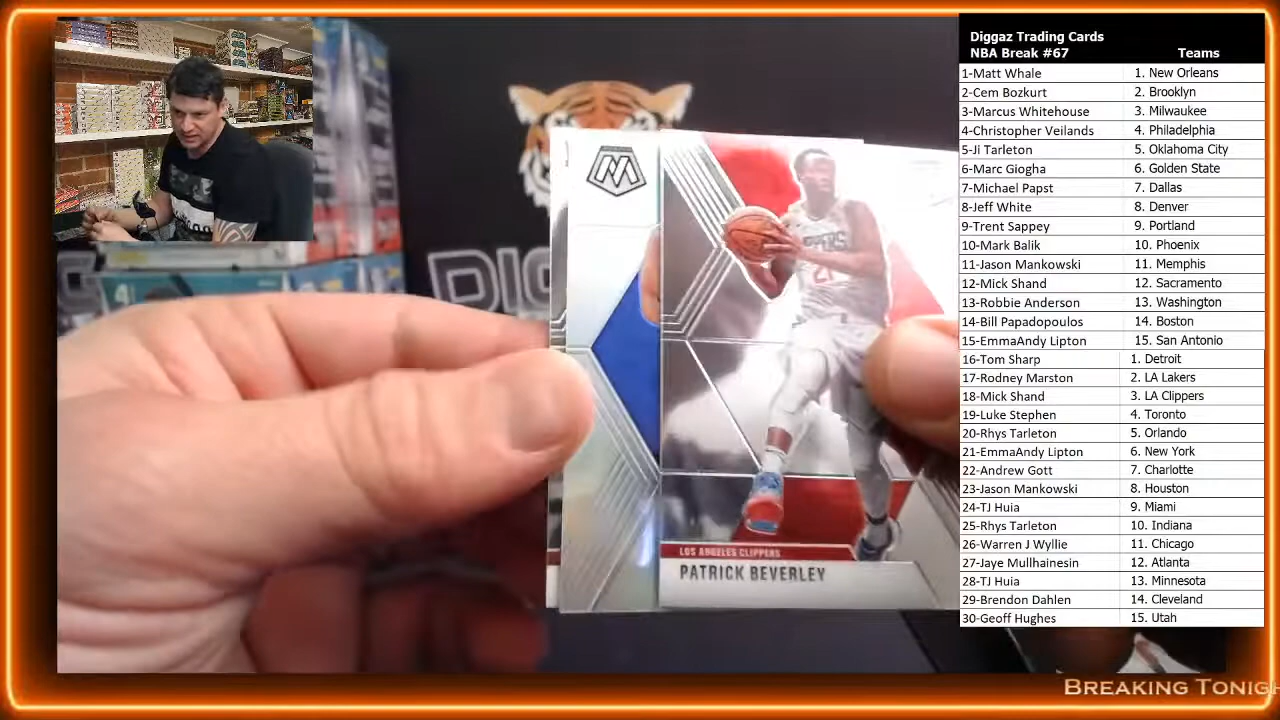 Diggaz Trading Cards
NBA Break #67 Teams
1-Matt Whale 1. New Orleans
2-Cem Bozkurt 2. Brooklyn
3-Marcus Whitehouse 3. Milwaukee
4-Christopher Veilands 4. Philadelphia
5-Ji Tarleton 5. Oklahoma City
6-Marc Giogha 6. Golden State
7-Michael Papst 7. Dallas
8-Jeff White 8. Denver
9-Trent Sappey 9. Portland
10-Mark Balik 10. Phoenix
11-Jason Mankowski 11. Memphis
12-Mick Shand 12. Sacramento
13-Robbie Anderson 13. Washington
14-Bill Papadopoulos 14. Boston
15-EmmaAndy Lipton 15. San Antonio
16-Tom Sharp 1. Detroit
17-Rodney Marston 2. LA Lakers
18-Mick Shand 3. LA Clippers
19-Luke Stephen 4. Toronto
20-Rhys Tarleton 5. Orlando
21-EmmaAndy Lipton 6. New York
22-Andrew Gott 7. Charlotte
23-Jason Mankowski 8. Houston
24-TJ Huia 9. Miami
25-Rhys Tarleton 10. Indiana
26-Warren J Wyllie 11. Chicago
27-Jaye Mullhainesin 12. Atlanta
28-TJ Huia 13. Minnesota
29-Brendon Dahlen 14. Cleveland
30-Geoff Hughes 15. Utah
M
CLIPPERS
21
DIG
LOS ANGELES CLIPPERS
PATRICK BEVERLEY
BREAKING TONIGH